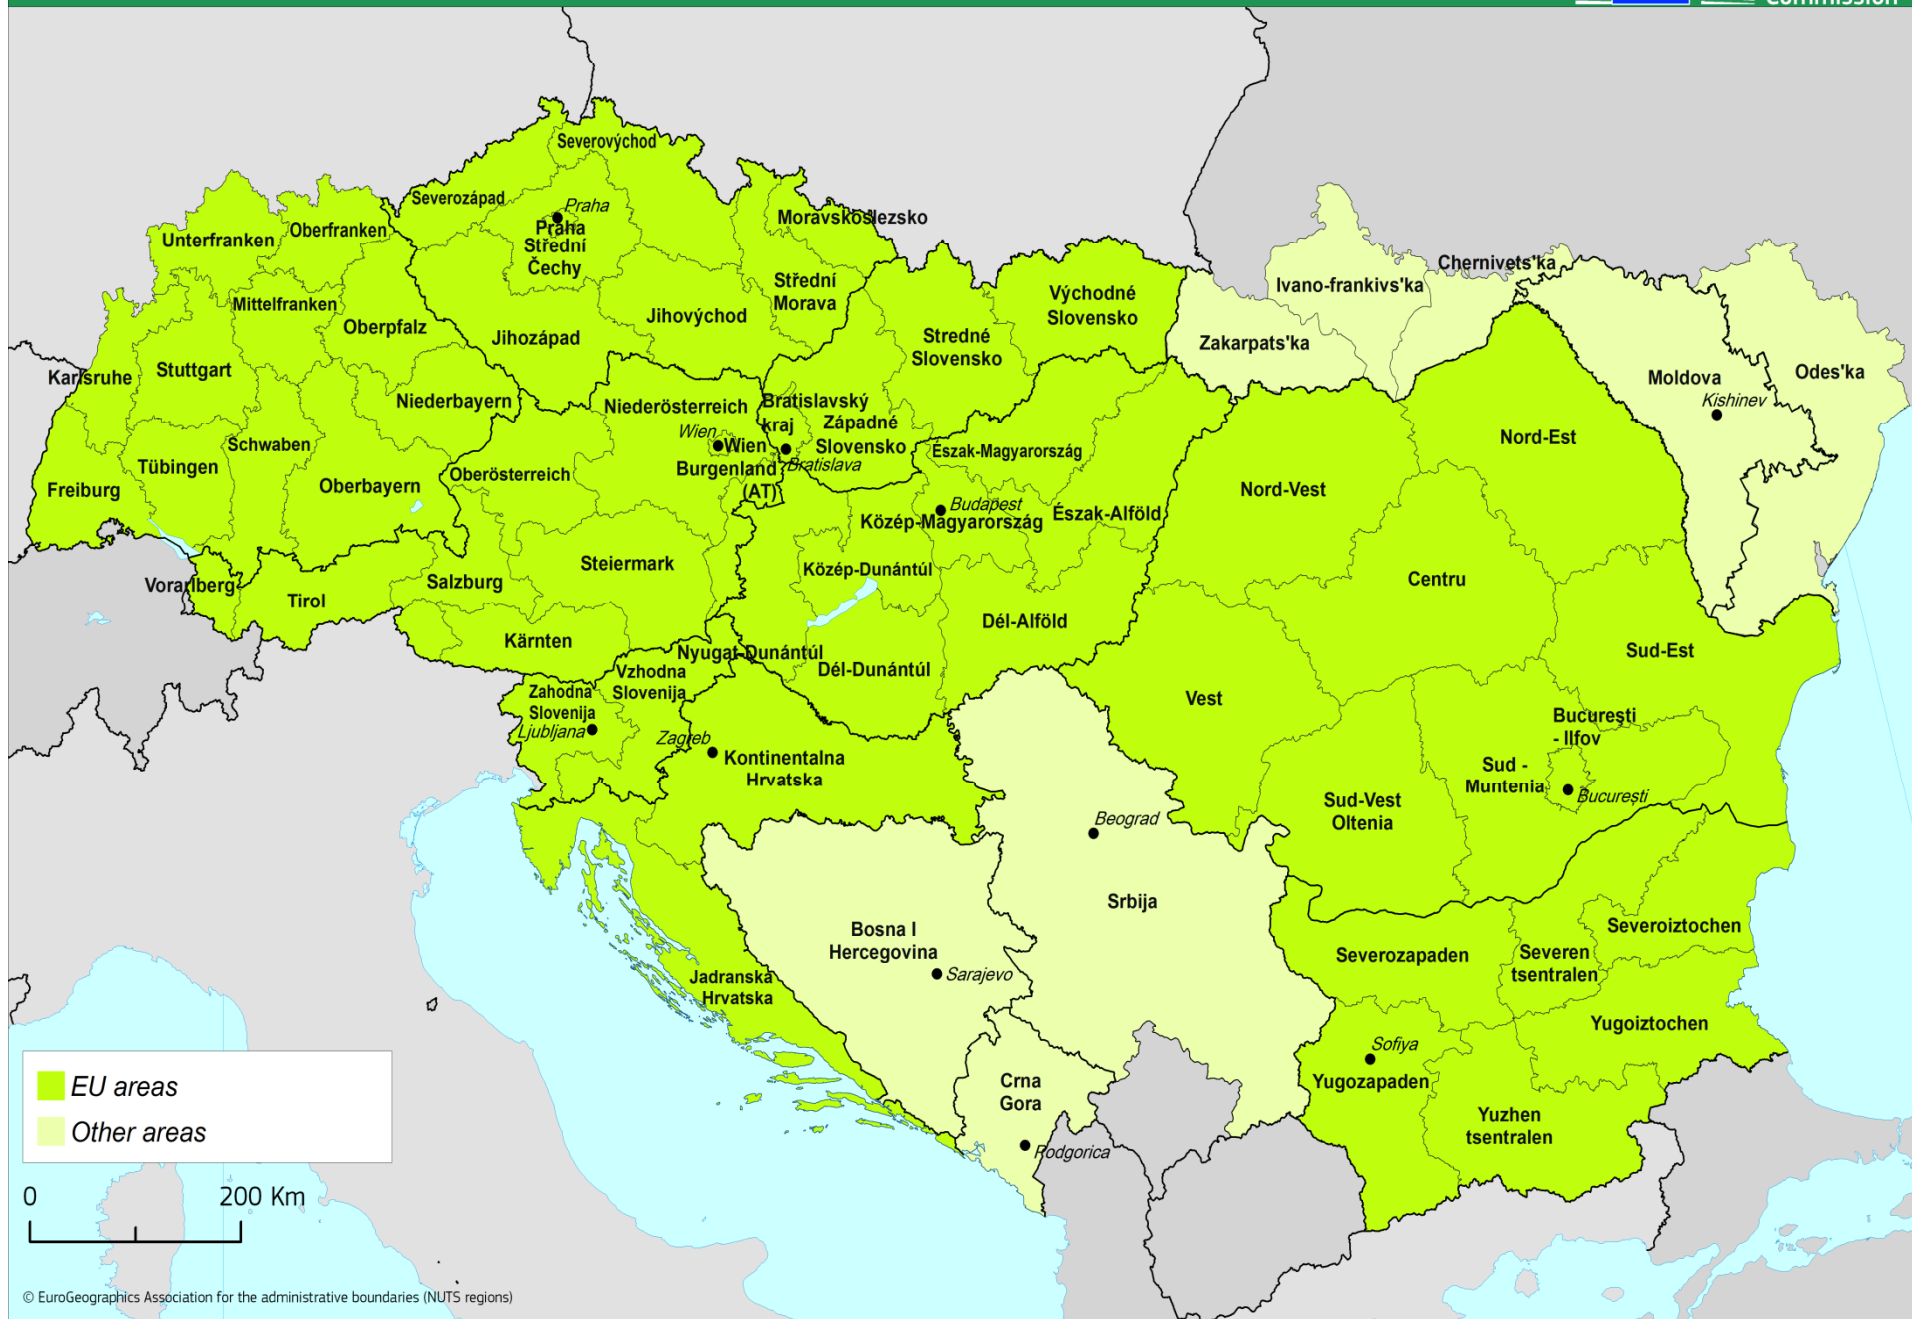 Commission
Severovýchod
Severozápad
Praha
Praha
Střední
Čechy
Moravskoslezsko
Unterfranken
Oberfranken
Střední
Morava
Mittelfranken
Oberpfalz
Jihozápad
Jihovýchod
Východné
Slovensko
Stredné
Slovensko
Ivano-frankivs'ka
Chernivets'ka
Zakarpats'ka
Moldova
Kishinev
Odes'ka
Karlsruhe
Stuttgart
Niederbayern
Niederösterreich
Bratislavský
kraj
Západné
Slovensko
Wien
Wien
Bratislava
Burgenland
(AT)
Észak-Magyarország
Nord-Est
Schwaben
Tübingen
Freiburg
Oberbayern
Oberösterreich
Budapest
Közép-Magyarország
Észak-Alföld
Nord-Vest
Steiermark
Közép-Dunántúl
Centru
Vorarlberg
Tirol
Salzburg
Kärnten
Dél-Alföld
Nyugat-Dunántúl
Dél-Dunántúl
Sud-Est
Vzhodna
Slovenija
Zahodna
Slovenija
Ljubljana
Zagreb
Kontinentalna
Hrvatska
Vest
Bucureşti
- Ilfov
Sud -
Muntenia
Bucureşti
Sud-Vest
Oltenia
Beograd
Srbija
Bosna I
Hercegovina
Sarajevo
Jadranska
Hrvatska
Severozapaden
Severen
tsentralen
Severoiztochen
Yugoiztochen
Sofiya
Yugozapaden
Yuzhen
tsentralen
Crna
Gora
Podgorica
EU areas
Other areas
0 200 Km
© EuroGeographics Association for the administrative boundaries (NUTS regions)